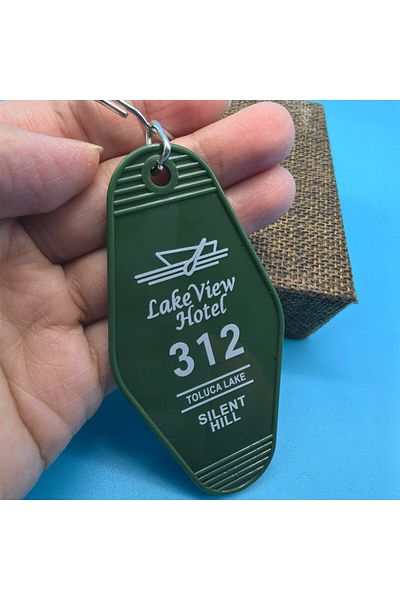 Lake View
Hotel
312
TOLUCA LAKE
SILENT
HILL